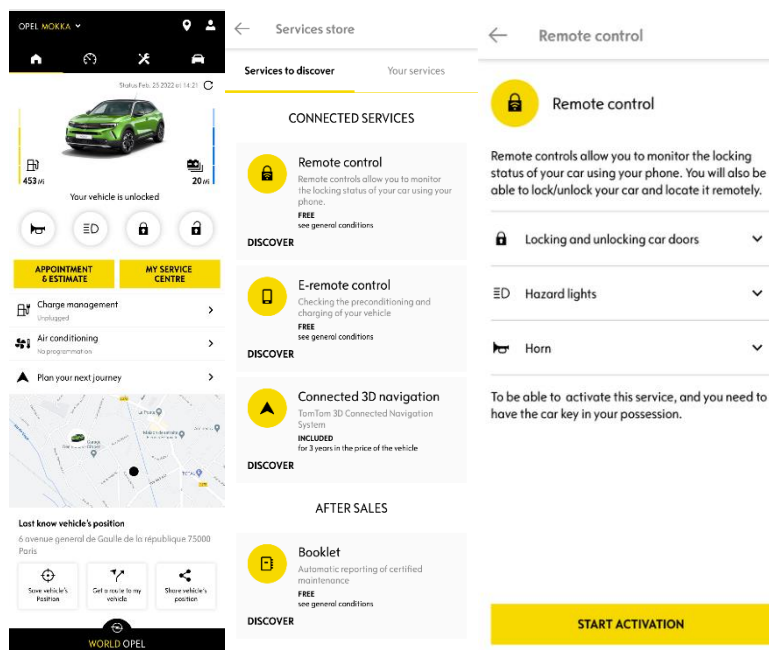 OPEL MOKKA
Status Feb. 23 2022 at 14:21
453 Mi
20 Mi
Your vehicle is unlocked
APPOINTMENT
& ESTIMATE
MY SERVICE
CENTRE
Charge management
Unplugged
Air conditioning
No programmation
Plan your next journey
Last know vehicle's position
6 avenue general de Gaulle de la république 75000
Paris
Save vehicle's
Position
Get a route to my
vehicle
Share vehicle's
position
WORLD OPEL
Services store
Services to discover
Your services
CONNECTED SERVICES
Remote control
Remote controls allow you to monitor
the locking status of your car using your
phone.
FREE
see general conditions
DISCOVER
E-remote control
Checking the preconditioning and
charging of your vehicle
FREE
see general conditions
DISCOVER
Connected 3D navigation
TomTom 3D Connected Navigation
System
INCLUDED
for 3 years in the price of the vehicle
DISCOVER
AFTER SALES
Booklet
Automatic reporting of certified
maintenance
FREE
see general conditions
DISCOVER
Remote control
Remote control
Remote controls allow you to monitor the locking
status of your car using your phone. You will also be
able to lock/unlock your car and locate it remotely.
Locking and unlocking car doors
Hazard lights
Horn
To be able to activate this service, and you need to
have the car key in your possession.
START ACTIVATION